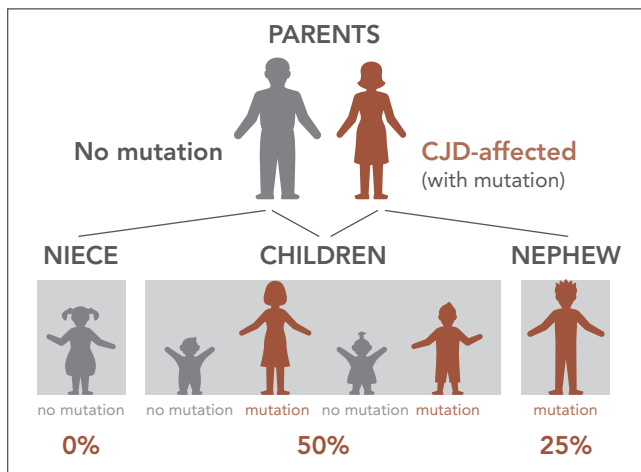 PARENTS
No mutation
CJD-affected
(with mutation)
NIECE
CHILDREN
NEPHEW
no mutation
no mutation
mutation
no mutation
mutation
mutation
0%
50%
25%